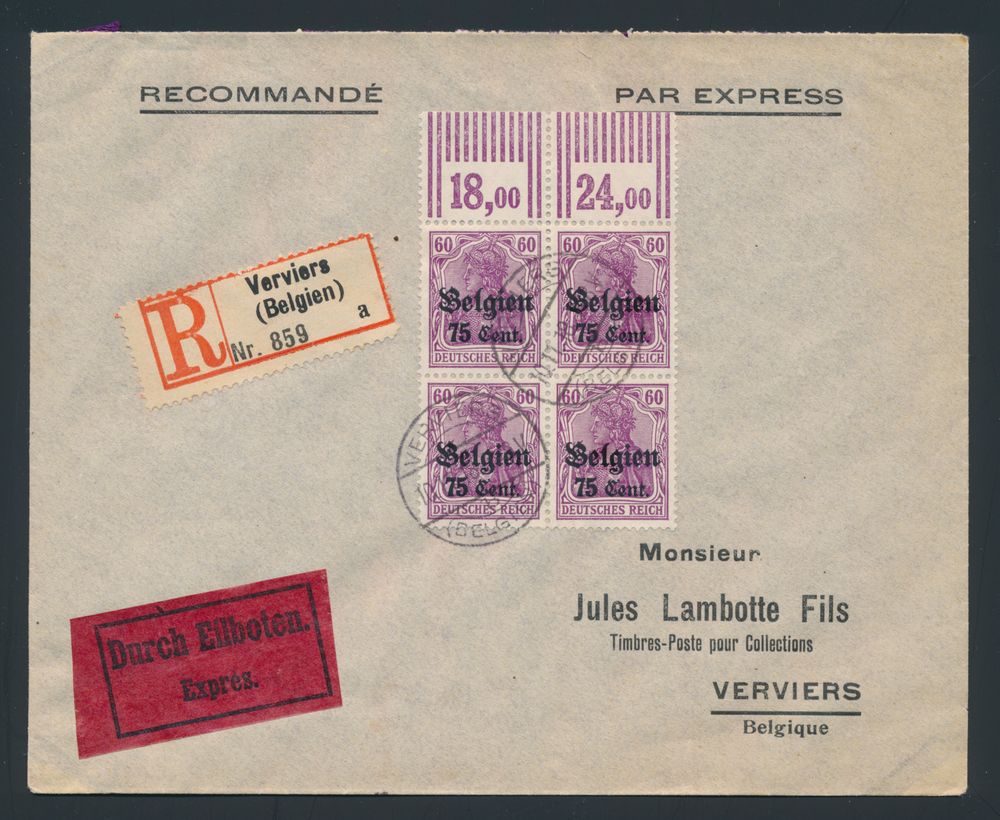 RECOMMANDÉ
PAR EXPRESS
18,00 24,00
60 60 60 60
Belgien Belgien
75 Cent. 75 Cent.
DEUTSCHES REICH DEUTSCHES REICH
60 60 60 60
Belgien Belgien
75 Cent. 75 Cent.
DEUTSCHES REICH DEUTSCHES REICH
R
Verviers
(Belgien)
Nr. 859 a
Durch Eilboten.
Exprès.
Monsieur
Jules Lambotte Fils
Timbres-Poste pour Collections
VERVIERS
Belgique